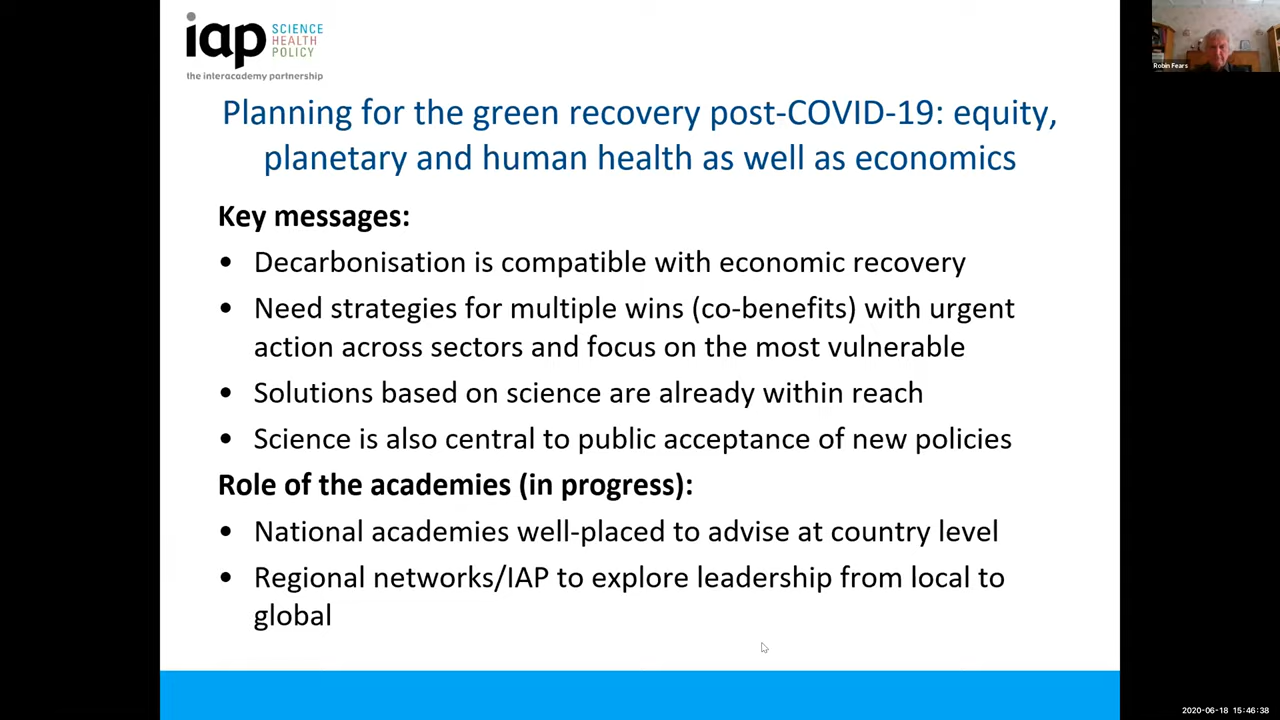 iap SCIENCE
HEALTH
POLICY
the interacademy partnership
Robin Fears
Planning for the green recovery post-COVID-19: equity,
planetary and human health as well as economics
Key messages:
• Decarbonisation is compatible with economic recovery
• Need strategies for multiple wins (co-benefits) with urgent
action across sectors and focus on the most vulnerable
• Solutions based on science are already within reach
• Science is also central to public acceptance of new policies
Role of the academies (in progress):
• National academies well-placed to advise at country level
• Regional networks/IAP to explore leadership from local to
global
2020-06-18 15:46:38